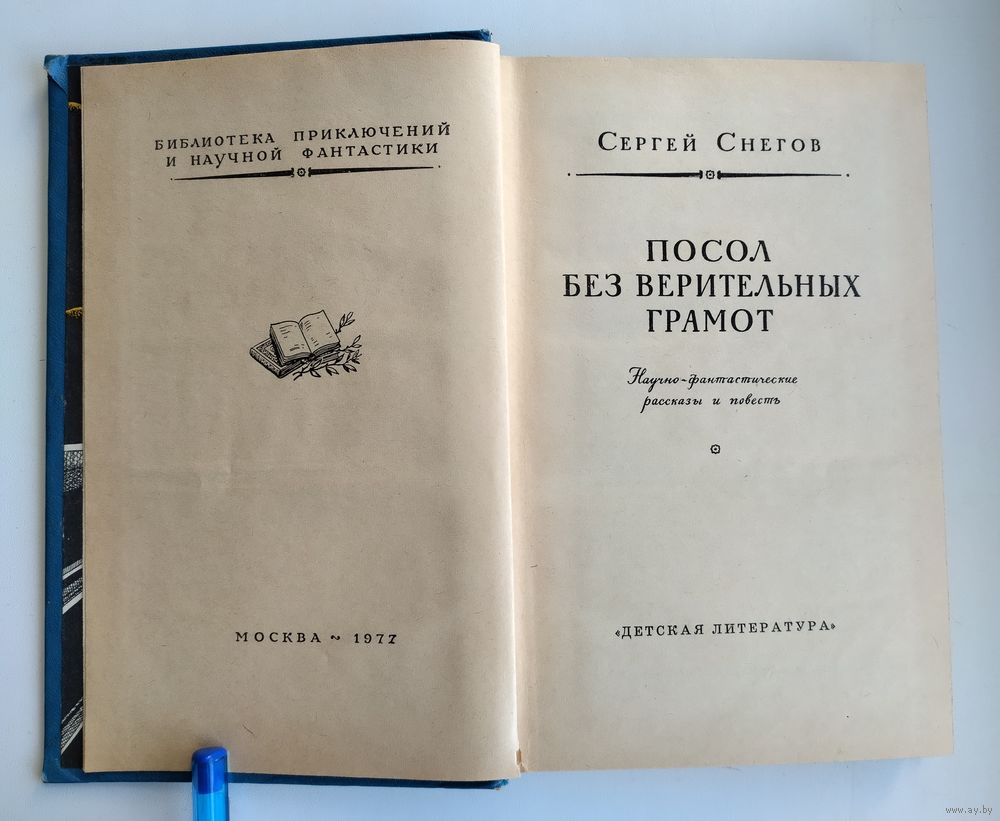 БИБЛИОТЕКА ПРИКЛЮЧЕНИЙ
И НАУЧНОЙ ФАНТАСТИКИ
МОСКВА ~ 1977
СЕРГЕЙ СНЕГОВ
ПОСОЛ
БЕЗ ВЕРИТЕЛЬНЫХ
ГРАМОТ
Научно-фантастические
рассказы и повесть
«ДЕТСКАЯ ЛИТЕРАТУРА»
www.ay.by